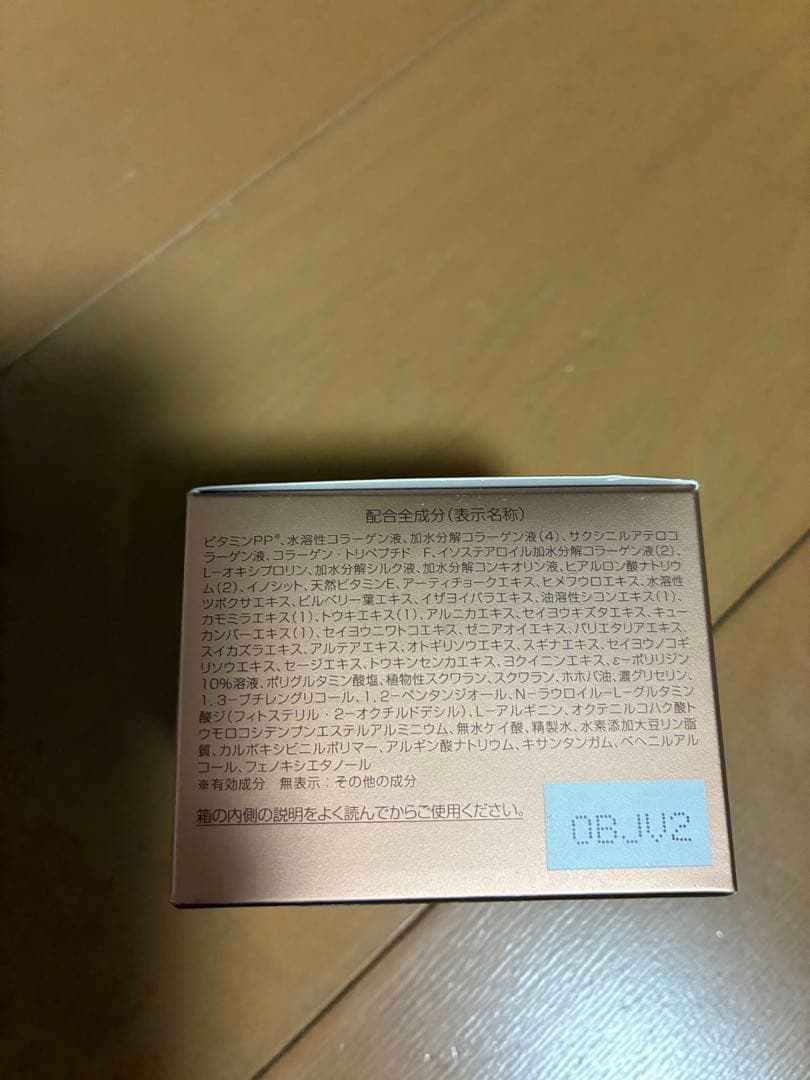 配合全成分(表示名称)
ビタミンPP※、水溶性コラーゲン液、加水分解コラーゲン液(4)、サクシニルアテロコ
ラーゲン液、コラーゲン・トリペプチド F、イソステアロイル加水分解コラーゲン液(2)、
L-オキシプロリン、加水分解シルク液、加水分解コンキオリン液、ヒアルロン酸ナトリウ
ム(2)、イノシット、天然ビタミンE、アーティチョークエキス、ヒメフウロエキス、水溶性
ツボクサエキス、ビルベリー葉エキス、イザヨイバラエキス、油溶性シコンエキス(1)、
カモミラエキス(1)、トウキエキス(1)、アルニカエキス、セイヨウキズタエキス、キュー
カンバーエキス(1)、セイヨウニワトコエキス、ゼニアオイエキス、パリエタリアエキス、
スイカズラエキス、アルテアエキス、オトギリソウエキス、スギナエキス、セイヨウノコギ
リソウエキス、セージエキス、トウキンセンカエキス、ヨクイニンエキス、ε-ポリリジン
10%溶液、ポリグルタミン酸塩、植物性スクワラン、スクワラン、ホホバ油、濃グリセリン、
1,3-ブチレングリコール、1,2-ペンタンジオール、N-ラウロイル-L-グルタミン
酸ジ(フィトステリル・2-オクチルドデシル)、L-アルギニン、オクテニルコハク酸ト
ウモロコシデンプンエステルアルミニウム、無水ケイ酸、精製水、水素添加大豆リン脂
質、カルボキシビニルポリマー、アルギン酸ナトリウム、キサンタンガム、ベヘニルアル
コール、フェノキシエタノール
※有効成分 無表示:その他の成分
箱の内側の説明をよく読んでからご使用ください。
OBJV2